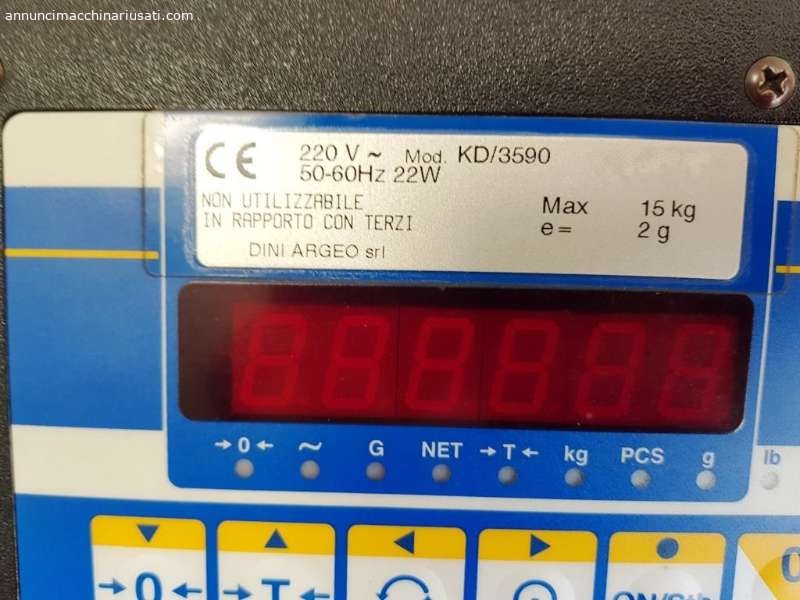 annuncimacchinariusati.com
CE 220 V ~ Mod. KD/3590
50-60Hz 22W
NON UTILIZZABILE
IN RAPPORTO CON TERZI
Max 15 kg
e= 2 g
DINI ARGEO srl
→0← ~ G NET →T← kg PCS g lb
→0← →T←